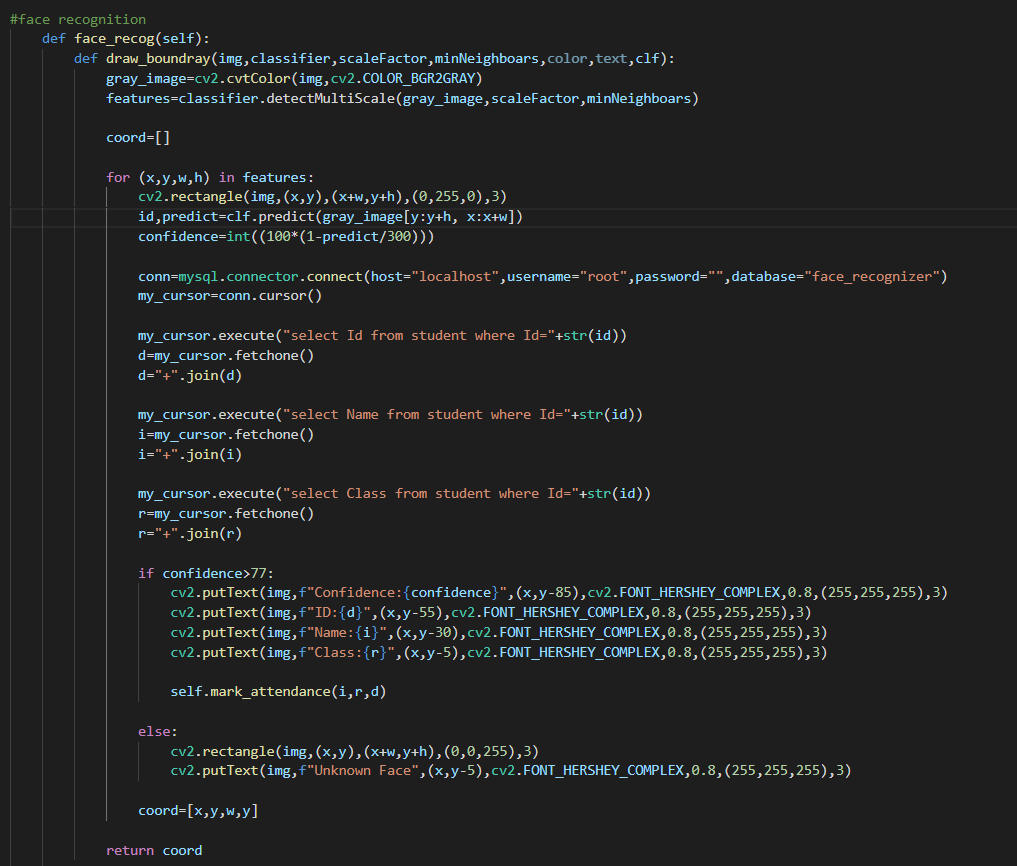 #face recognition
    def face_recog(self):
        def draw_boundray(img,classifier,scaleFactor,minNeighboars,color,text,clf):
            gray_image=cv2.cvtColor(img,cv2.COLOR_BGR2GRAY)
            features=classifier.detectMultiScale(gray_image,scaleFactor,minNeighboars)

            coord=[]

            for (x,y,w,h) in features:
                cv2.rectangle(img,(x,y),(x+w,y+h),(0,255,0),3)
                id,predict=clf.predict(gray_image[y:y+h, x:x+w])
                confidence=int((100*(1-predict/300)))

                conn=mysql.connector.connect(host="localhost",username="root",password="",database="face_recognizer")
                my_cursor=conn.cursor()

                my_cursor.execute("select Id from student where Id="+str(id))
                d=my_cursor.fetchone()
                d="+".join(d)

                my_cursor.execute("select Name from student where Id="+str(id))
                i=my_cursor.fetchone()
                i="+".join(i)

                my_cursor.execute("select Class from student where Id="+str(id))
                r=my_cursor.fetchone()
                r="+".join(r)

                if confidence>77:
                    cv2.putText(img,f"Confidence:{confidence}",(x,y-85),cv2.FONT_HERSHEY_COMPLEX,0.8,(255,255,255),3)
                    cv2.putText(img,f"ID:{d}",(x,y-55),cv2.FONT_HERSHEY_COMPLEX,0.8,(255,255,255),3)
                    cv2.putText(img,f"Name:{i}",(x,y-30),cv2.FONT_HERSHEY_COMPLEX,0.8,(255,255,255),3)
                    cv2.putText(img,f"Class:{r}",(x,y-5),cv2.FONT_HERSHEY_COMPLEX,0.8,(255,255,255),3)

                    self.mark_attendance(i,r,d)

                else:
                    cv2.rectangle(img,(x,y),(x+w,y+h),(0,0,255),3)
                    cv2.putText(img,f"Unknown Face",(x,y-5),cv2.FONT_HERSHEY_COMPLEX,0.8,(255,255,255),3)

                coord=[x,y,w,y]

            return coord